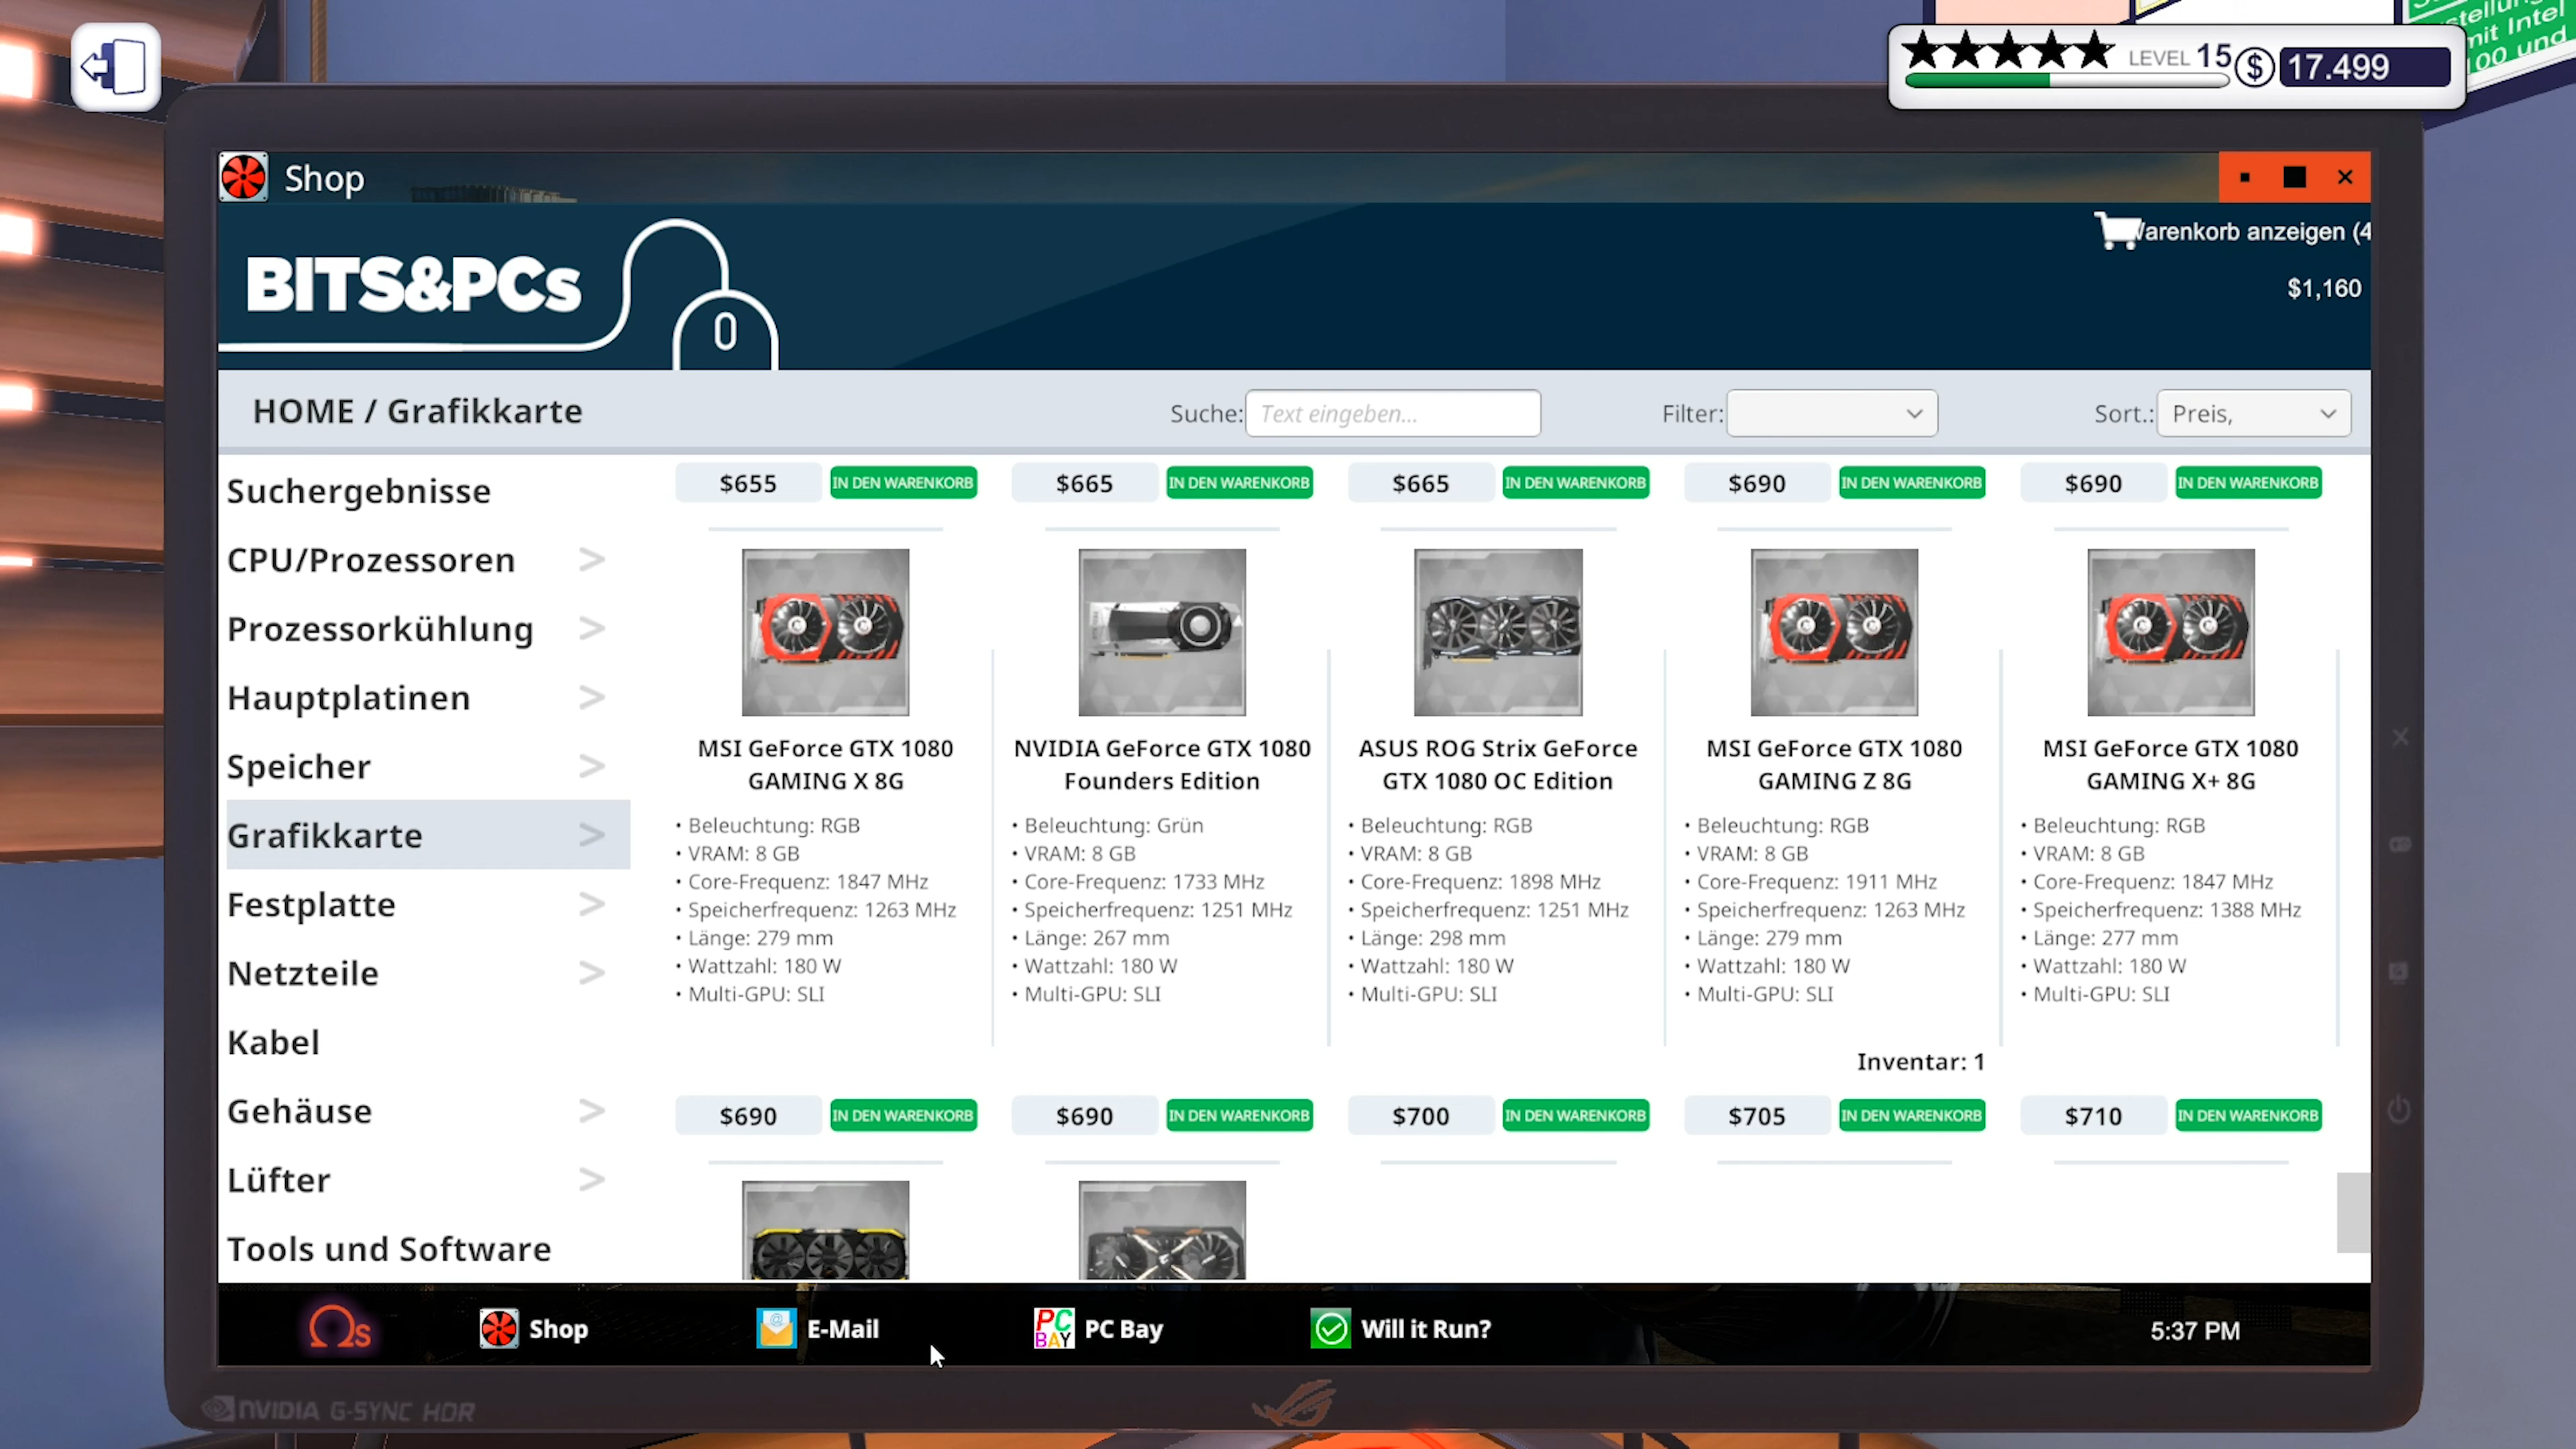 stellung
mit Intel
100 und
LEVEL 15
$ 17.499
Shop
BITS&PCs
Warenkorb anzeigen (4
$1,160
HOME / Grafikkarte
Suche: Text eingeben...
Filter:
Sort.: Preis,
Suchergebnisse
CPU/Prozessoren >
Prozessorkühlung >
Hauptplatinen >
Speicher >
Grafikkarte >
Festplatte >
Netzteile >
Kabel
Gehäuse >
Lüfter >
Tools und Software
$655 IN DEN WARENKORB
$665 IN DEN WARENKORB
$665 IN DEN WARENKORB
$690 IN DEN WARENKORB
$690 IN DEN WARENKORB
MSI GeForce GTX 1080
GAMING X 8G
• Beleuchtung: RGB
• VRAM: 8 GB
• Core-Frequenz: 1847 MHz
• Speicherfrequenz: 1263 MHz
• Länge: 279 mm
• Wattzahl: 180 W
• Multi-GPU: SLI
$690 IN DEN WARENKORB
NVIDIA GeForce GTX 1080
Founders Edition
• Beleuchtung: Grün
• VRAM: 8 GB
• Core-Frequenz: 1733 MHz
• Speicherfrequenz: 1251 MHz
• Länge: 267 mm
• Wattzahl: 180 W
• Multi-GPU: SLI
$690 IN DEN WARENKORB
ASUS ROG Strix GeForce
GTX 1080 OC Edition
• Beleuchtung: RGB
• VRAM: 8 GB
• Core-Frequenz: 1898 MHz
• Speicherfrequenz: 1251 MHz
• Länge: 298 mm
• Wattzahl: 180 W
• Multi-GPU: SLI
$700 IN DEN WARENKORB
MSI GeForce GTX 1080
GAMING Z 8G
• Beleuchtung: RGB
• VRAM: 8 GB
• Core-Frequenz: 1911 MHz
• Speicherfrequenz: 1263 MHz
• Länge: 279 mm
• Wattzahl: 180 W
• Multi-GPU: SLI
Inventar: 1
$705 IN DEN WARENKORB
MSI GeForce GTX 1080
GAMING X+ 8G
• Beleuchtung: RGB
• VRAM: 8 GB
• Core-Frequenz: 1847 MHz
• Speicherfrequenz: 1388 MHz
• Länge: 277 mm
• Wattzahl: 180 W
• Multi-GPU: SLI
$710 IN DEN WARENKORB
Ωs
Shop
E-Mail
PC BAY
PC Bay
Will it Run?
5:37 PM
NVIDIA G-SYNC HDR